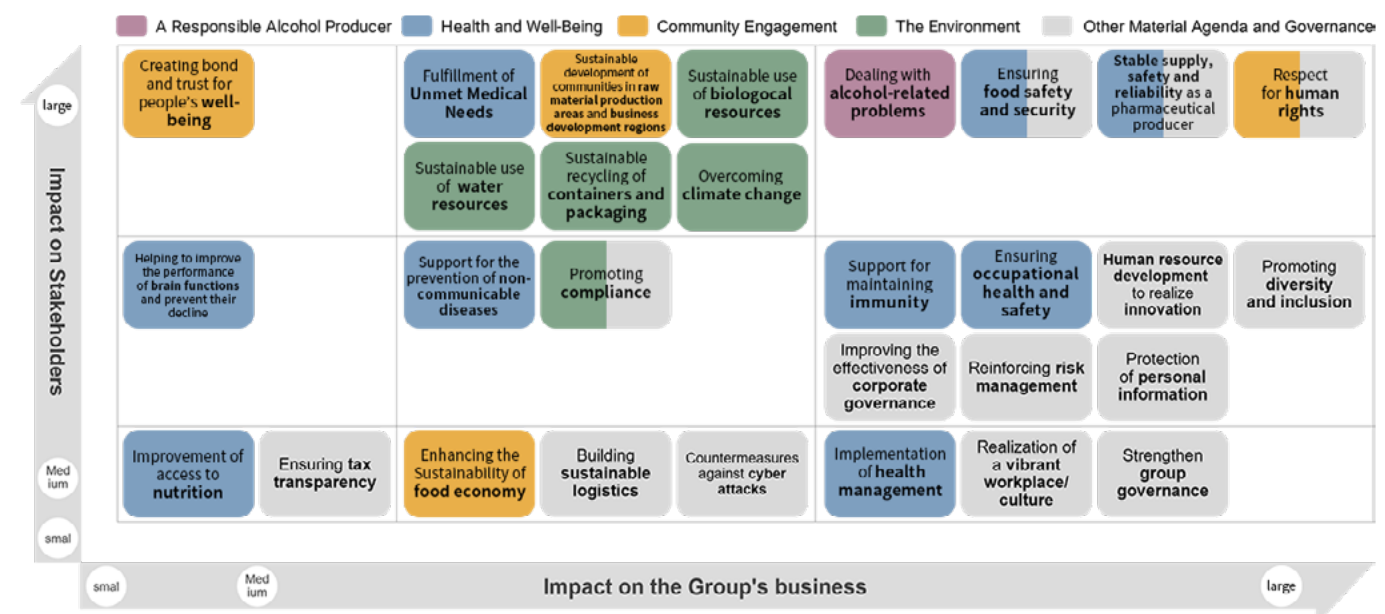 A Responsible Alcohol Producer
Health and Well-Being
Community Engagement
The Environment
Other Material Agenda and Governance
large
Impact on Stakeholders
Med
ium
smal
Creating bond
and trust for
people's well-
being
Fulfillment of
Unmet Medical
Needs
Sustainable
development of
communities in raw
material production
areas and business
development regions
Sustainable use
of biologocal
resources
Dealing with
alcohol-related
problems
Ensuring
food safety
and security
Stable supply,
safety and
reliability as a
pharmaceutical
producer
Respect
for human
rights
Sustainable use
of water
resources
Sustainable
recycling of
containers and
packaging
Overcoming
climate change
Helping to improve
the performance
of brain functions
and prevent their
decline
Support for the
prevention of non-
communicable
diseases
Promoting
compliance
Support for
maintaining
immunity
Ensuring
occupational
health and
safety
Human resource
development
to realize
innovation
Promoting
diversity
and inclusion
Improving the
effectiveness of
corporate
governance
Reinforcing risk
management
Protection
of personal
information
Improvement of
access to
nutrition
Ensuring tax
transparency
Enhancing the
Sustainability of
food economy
Building
sustainable
logistics
Countermeasures
against cyber
attacks
Implementation
of health
management
Realization of
a vibrant
workplace/
culture
Strengthen
group
governance
smal
Med
ium
Impact on the Group's business
large